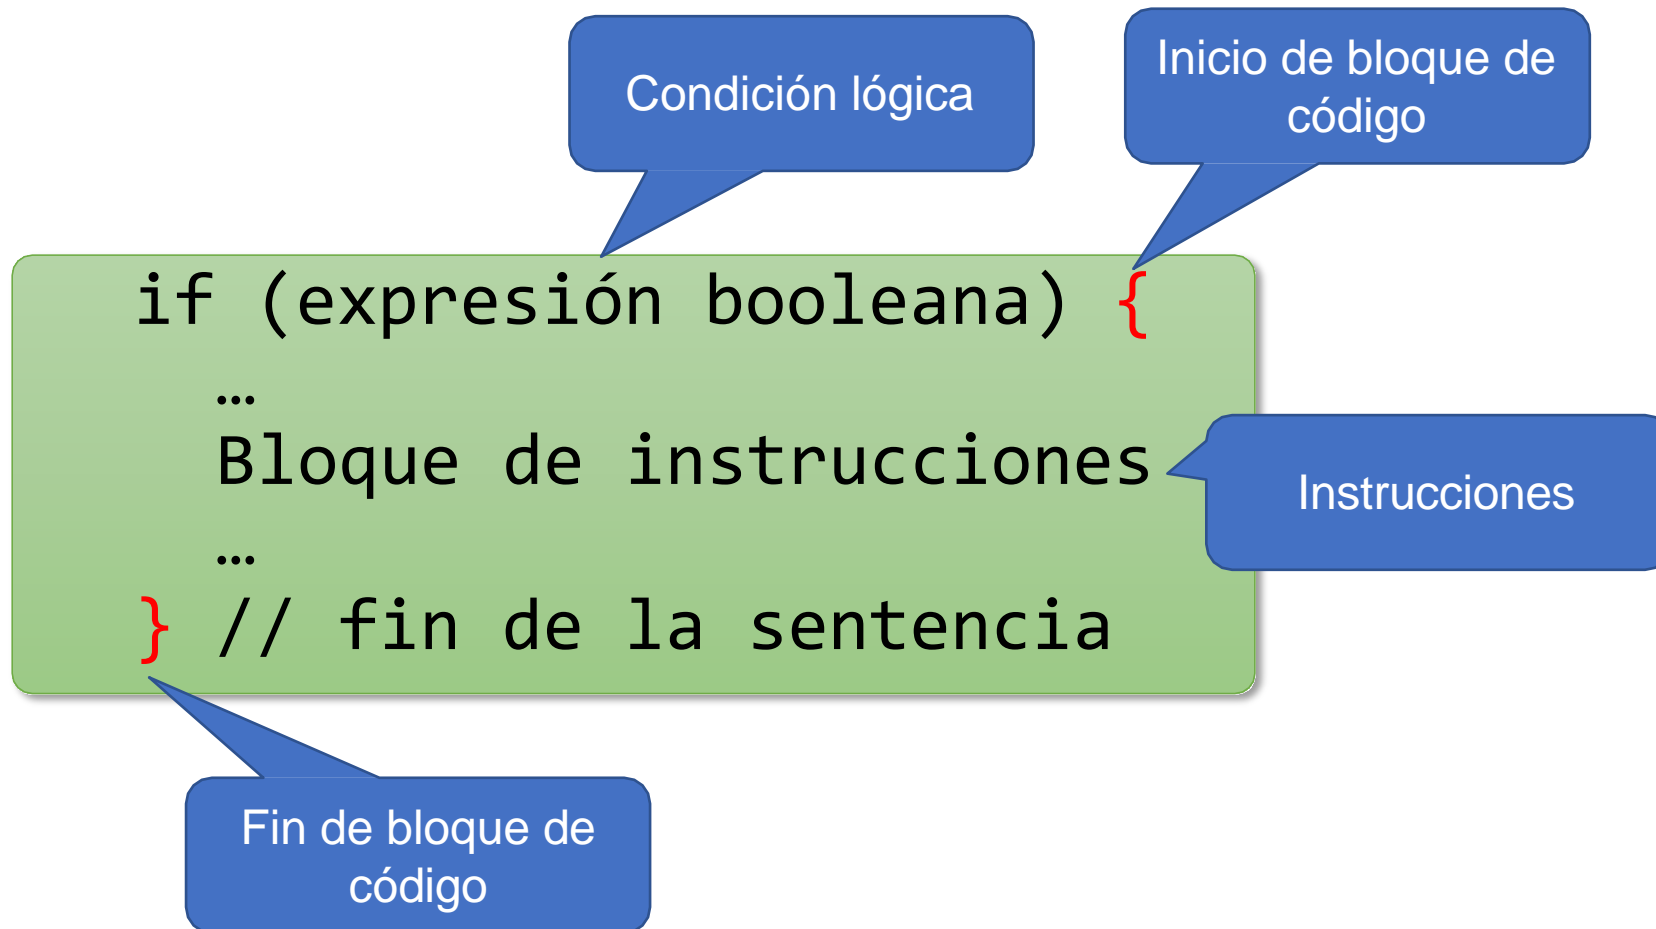 Condición lógica
Inicio de bloque de
código
if (expresión booleana) {
…
Bloque de instrucciones
…
} // fin de la sentencia
Instrucciones
Fin de bloque de
código